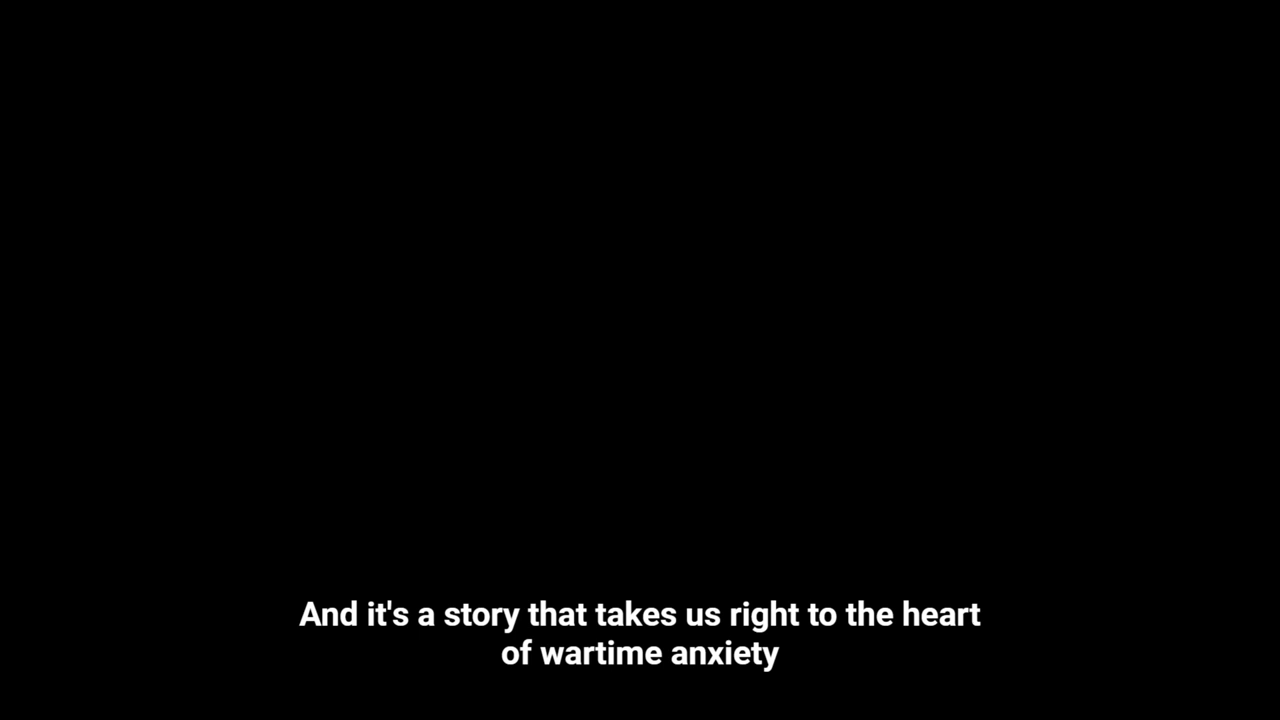 And it's a story that takes us right to the heart
of wartime anxiety